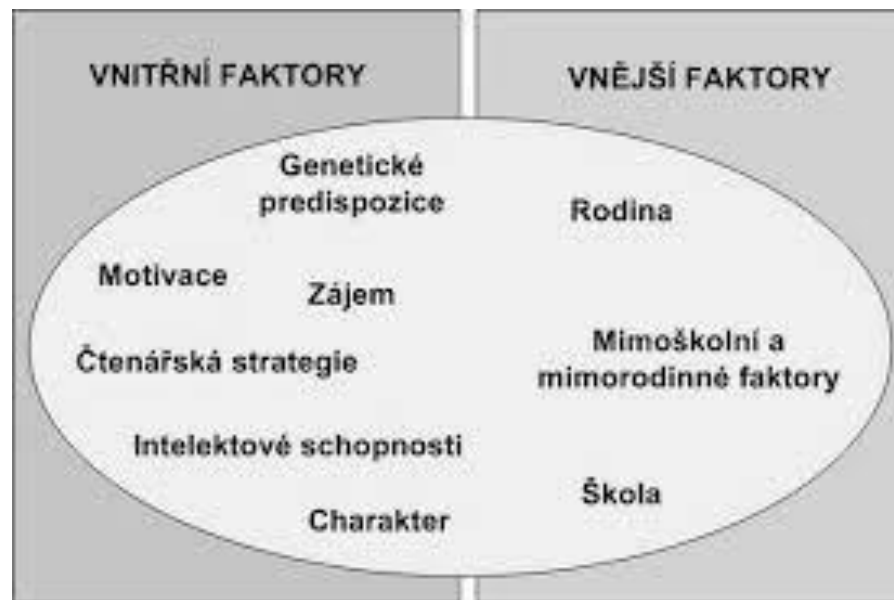 VNITŘNÍ FAKTORY
VNĚJŠÍ FAKTORY
Genetické
predispozice
Rodina
Motivace
Zájem
Čtenářská strategie
Mimoškolní a
mimorodinné faktory
Intelektové schopnosti
Škola
Charakter